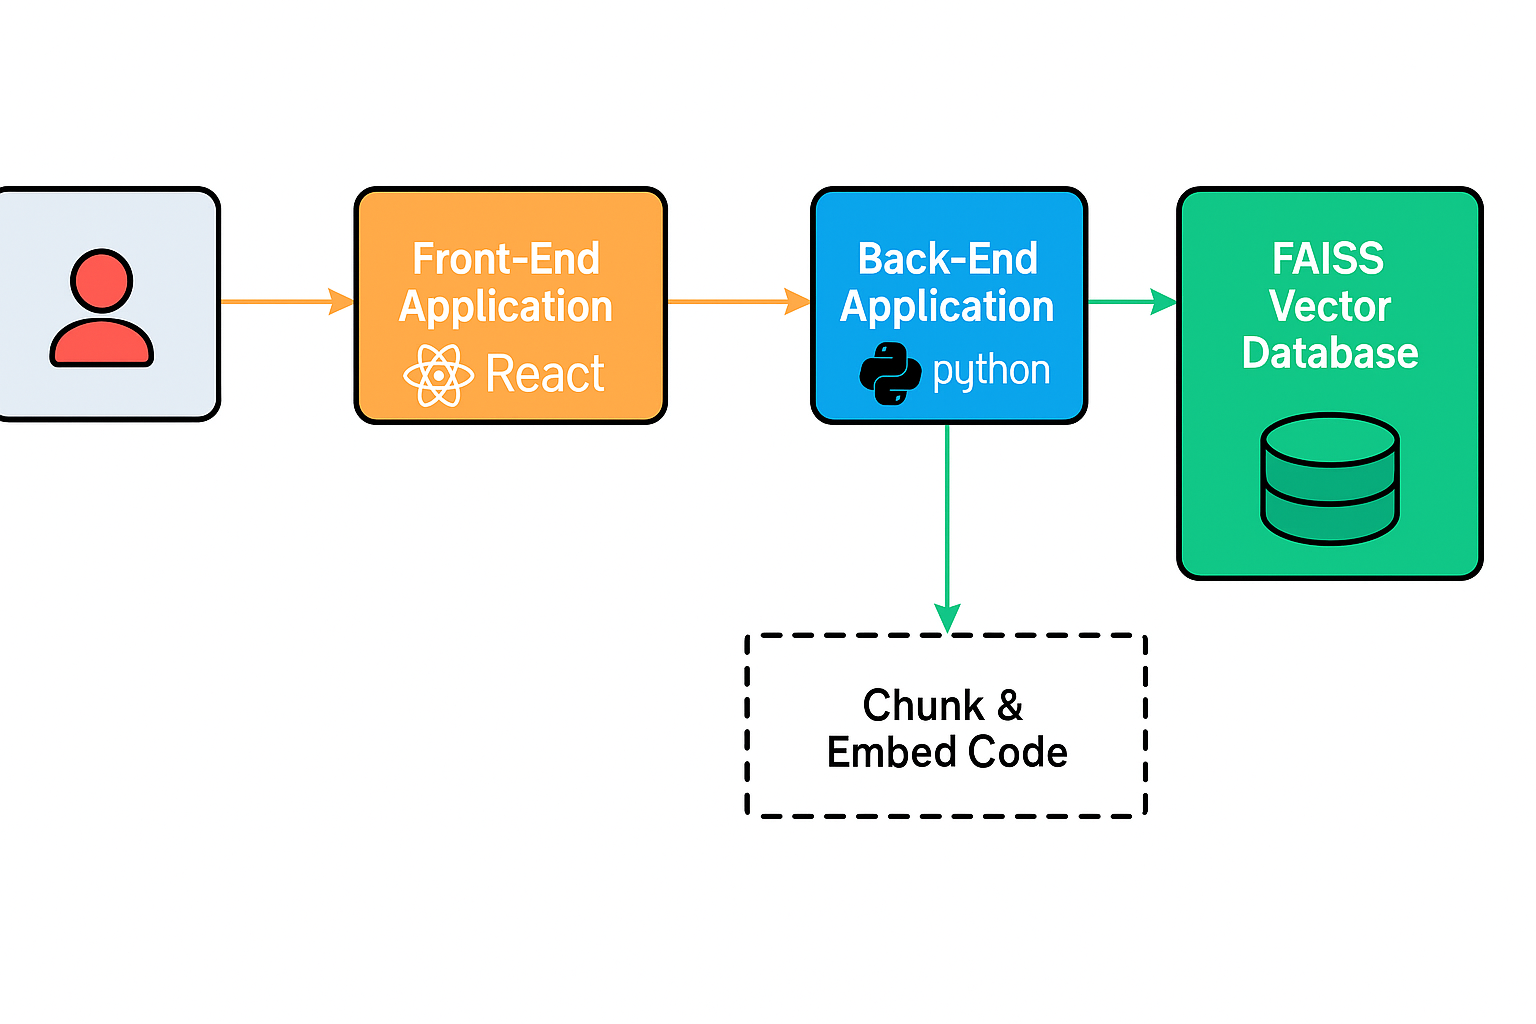 Front-End
Application
React
Back-End
Application
python
FAISS
Vector
Database
Chunk &
Embed Code